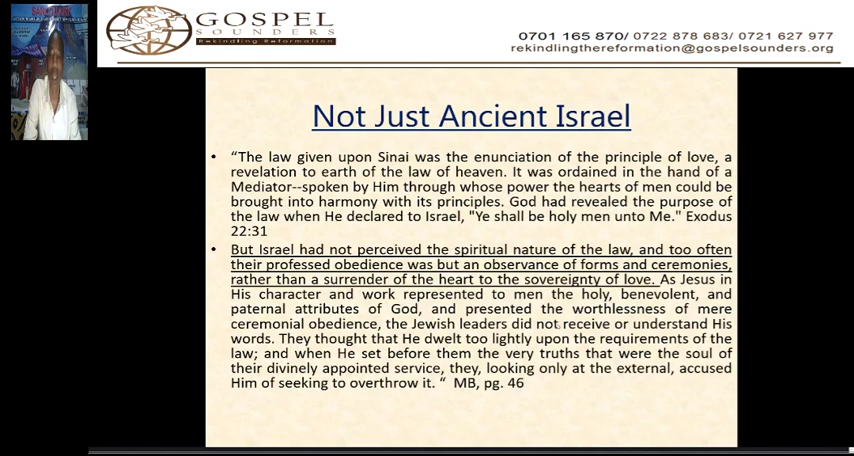 GOSPEL
SOUNDERS
Rekindling Reformation
0701 165 870/ 0722 878 683/ 0721 627 977
rekindlingthereformation@gospelsounders.org
Not Just Ancient Israel
• “The law given upon Sinai was the enunciation of the principle of love, a
revelation to earth of the law of heaven. It was ordained in the hand of a
Mediator--spoken by Him through whose power the hearts of men could be
brought into harmony with its principles. God had revealed the purpose of
the law when He declared to Israel, "Ye shall be holy men unto Me." Exodus
22:31
• But Israel had not perceived the spiritual nature of the law, and too often
their professed obedience was but an observance of forms and ceremonies,
rather than a surrender of the heart to the sovereignty of love. As Jesus in
His character and work represented to men the holy, benevolent, and
paternal attributes of God, and presented the worthlessness of mere
ceremonial obedience, the Jewish leaders did not receive or understand His
words. They thought that He dwelt too lightly upon the requirements of the
law; and when He set before them the very truths that were the soul of
their divinely appointed service, they, looking only at the external, accused
Him of seeking to overthrow it. “ MB, pg. 46